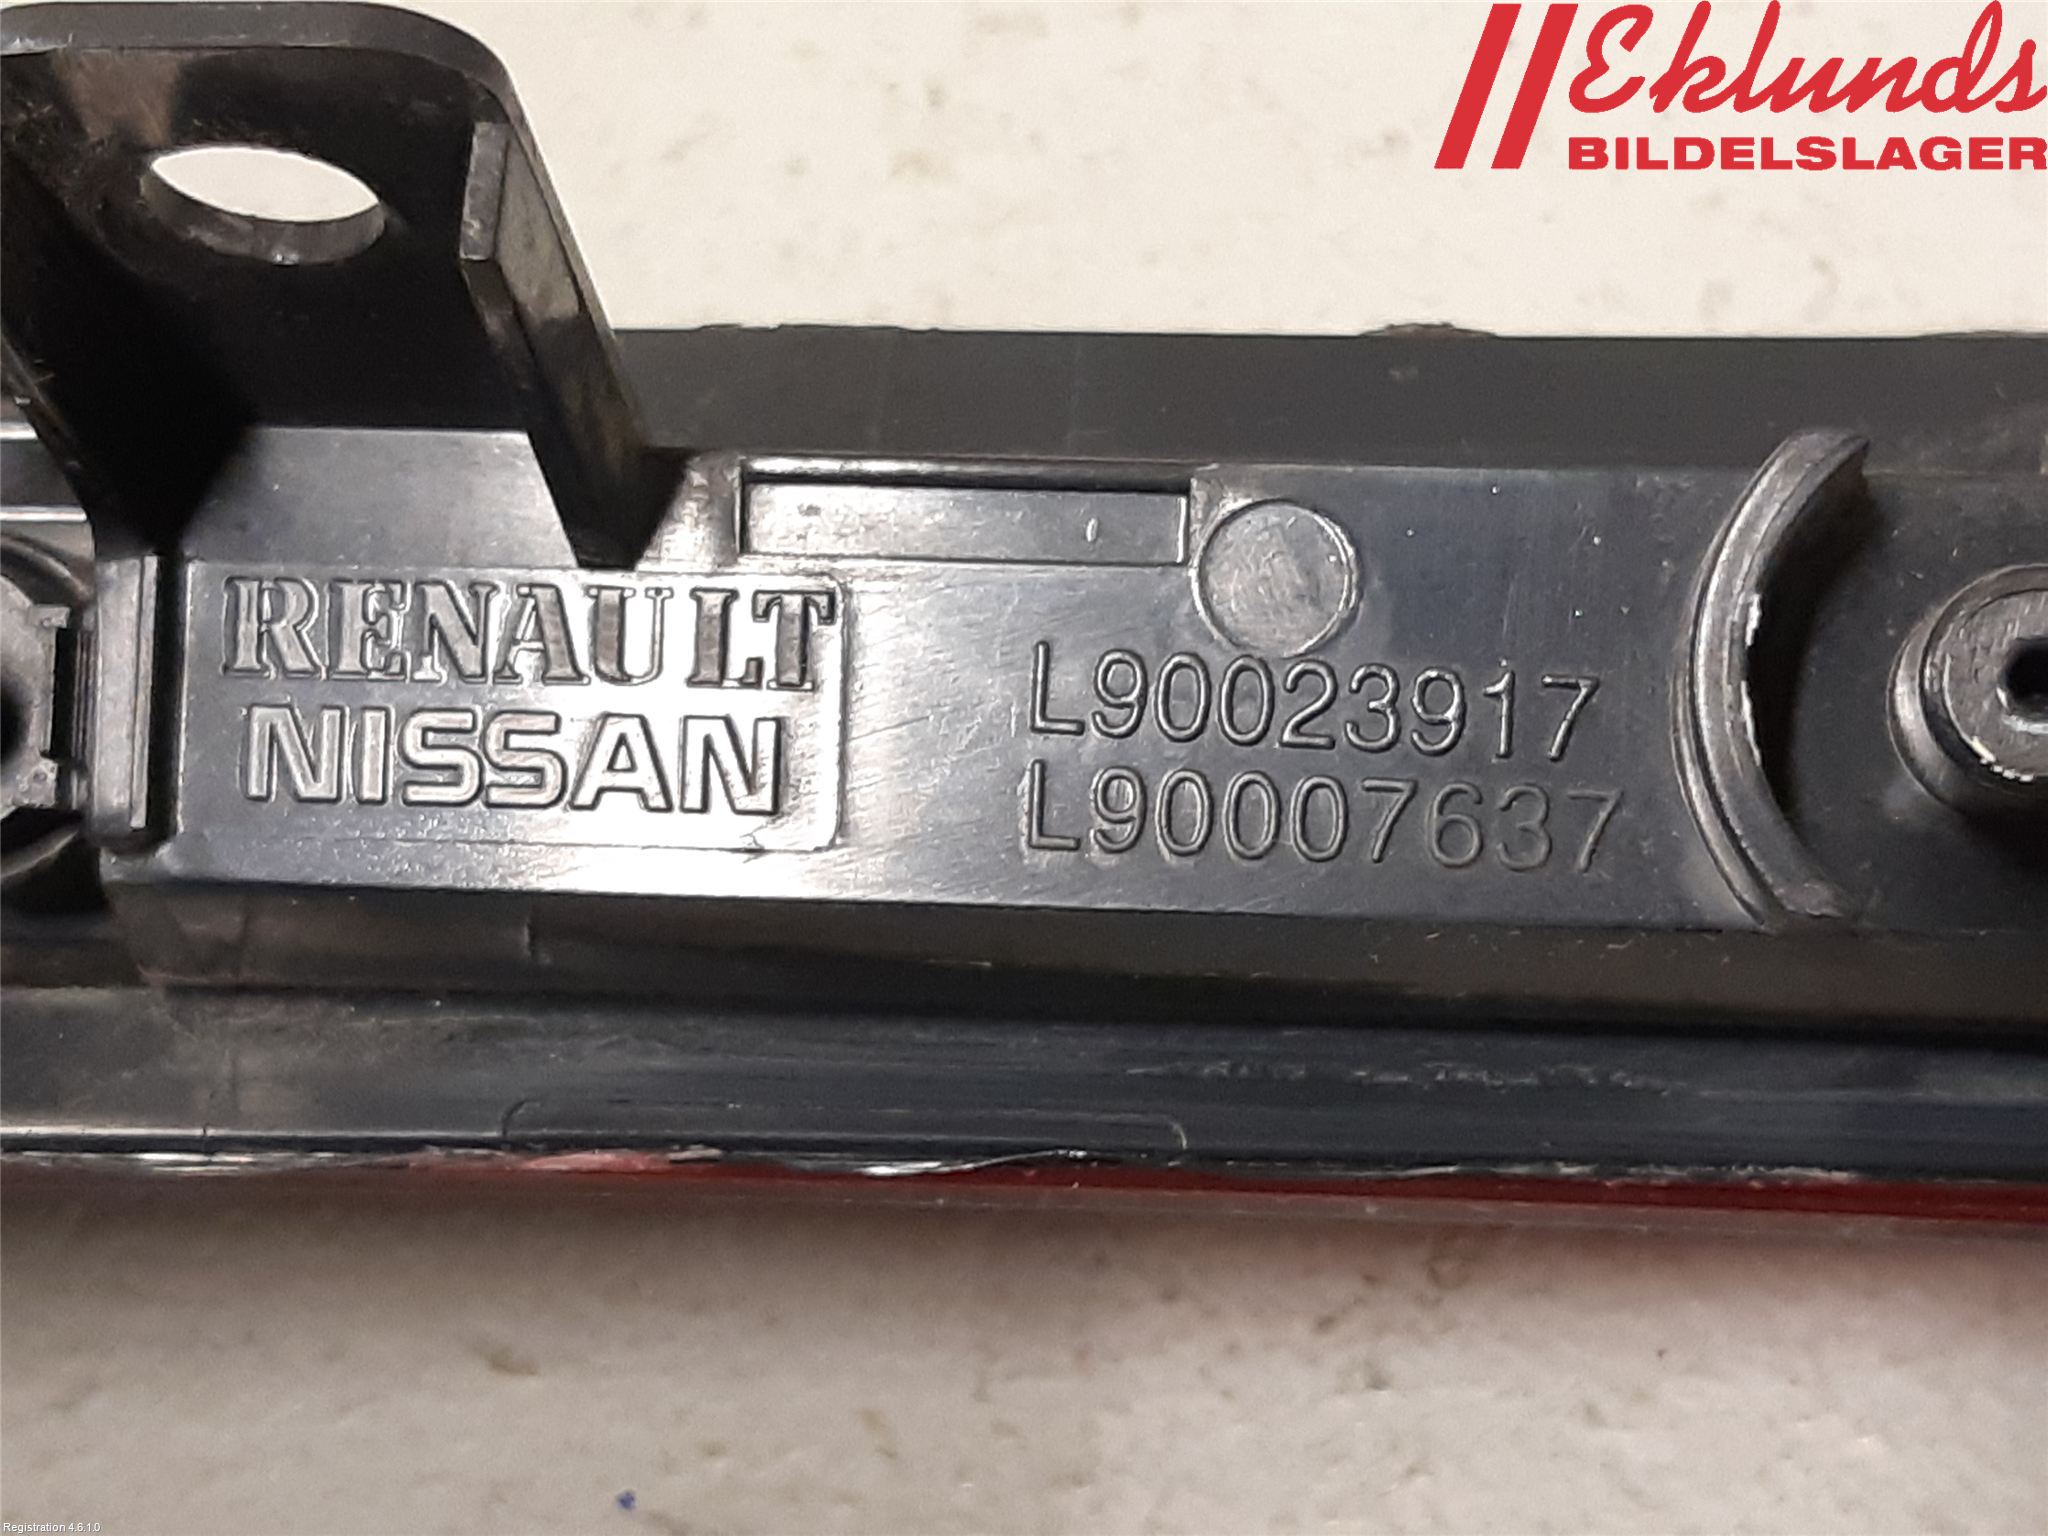 Eklunds
BILDELSLAGER
RENAULT
NISSAN
L90023917
L90007637
Registration 4.6.1.0